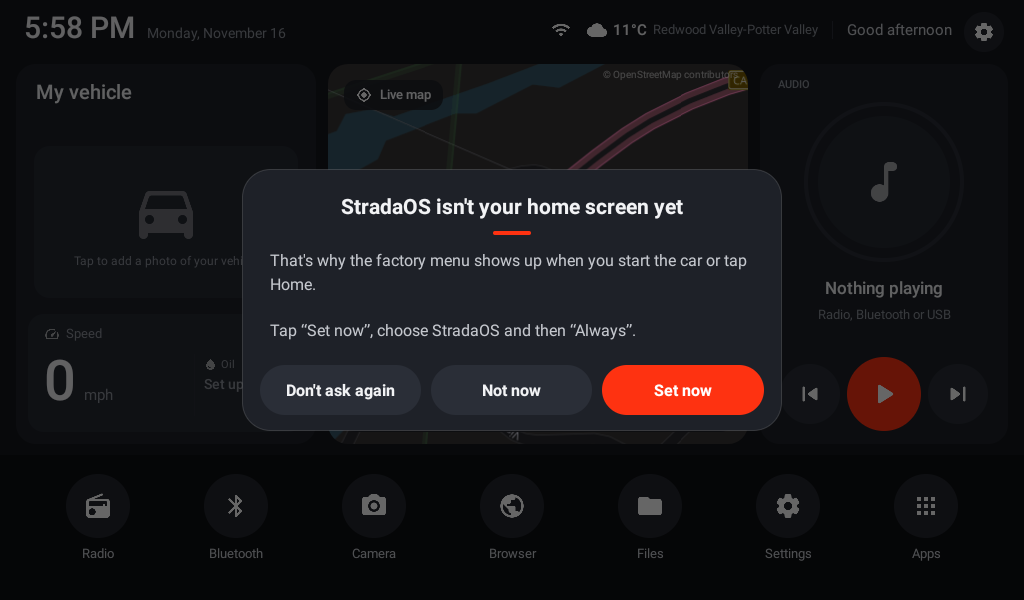 5:58 PM
Monday, November 16
11°C
Redwood Valley-Potter Valley
Good afternoon
My vehicle
Tap to add a photo of your vehi
Speed
0 mph
Oil
Set up
Live map
© OpenStreetMap contributors
CA
AUDIO
Nothing playing
Radio, Bluetooth or USB
StradaOS isn't your home screen yet
That's why the factory menu shows up when you start the car or tap
Home.
Tap “Set now”, choose StradaOS and then “Always”.
Don't ask again
Not now
Set now
Radio
Bluetooth
Camera
Browser
Files
Settings
Apps